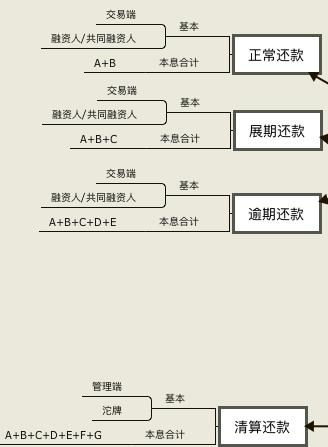 交易端
基本
融资人/共同融资人
正常还款
A+B
本息合计
交易端
基本
融资人/共同融资人
展期还款
A+B+C
本息合计
交易端
基本
融资人/共同融资人
逾期还款
A+B+C+D+E
本息合计
管理端
基本
沱牌
清算还款
A+B+C+D+E+F+G
本息合计